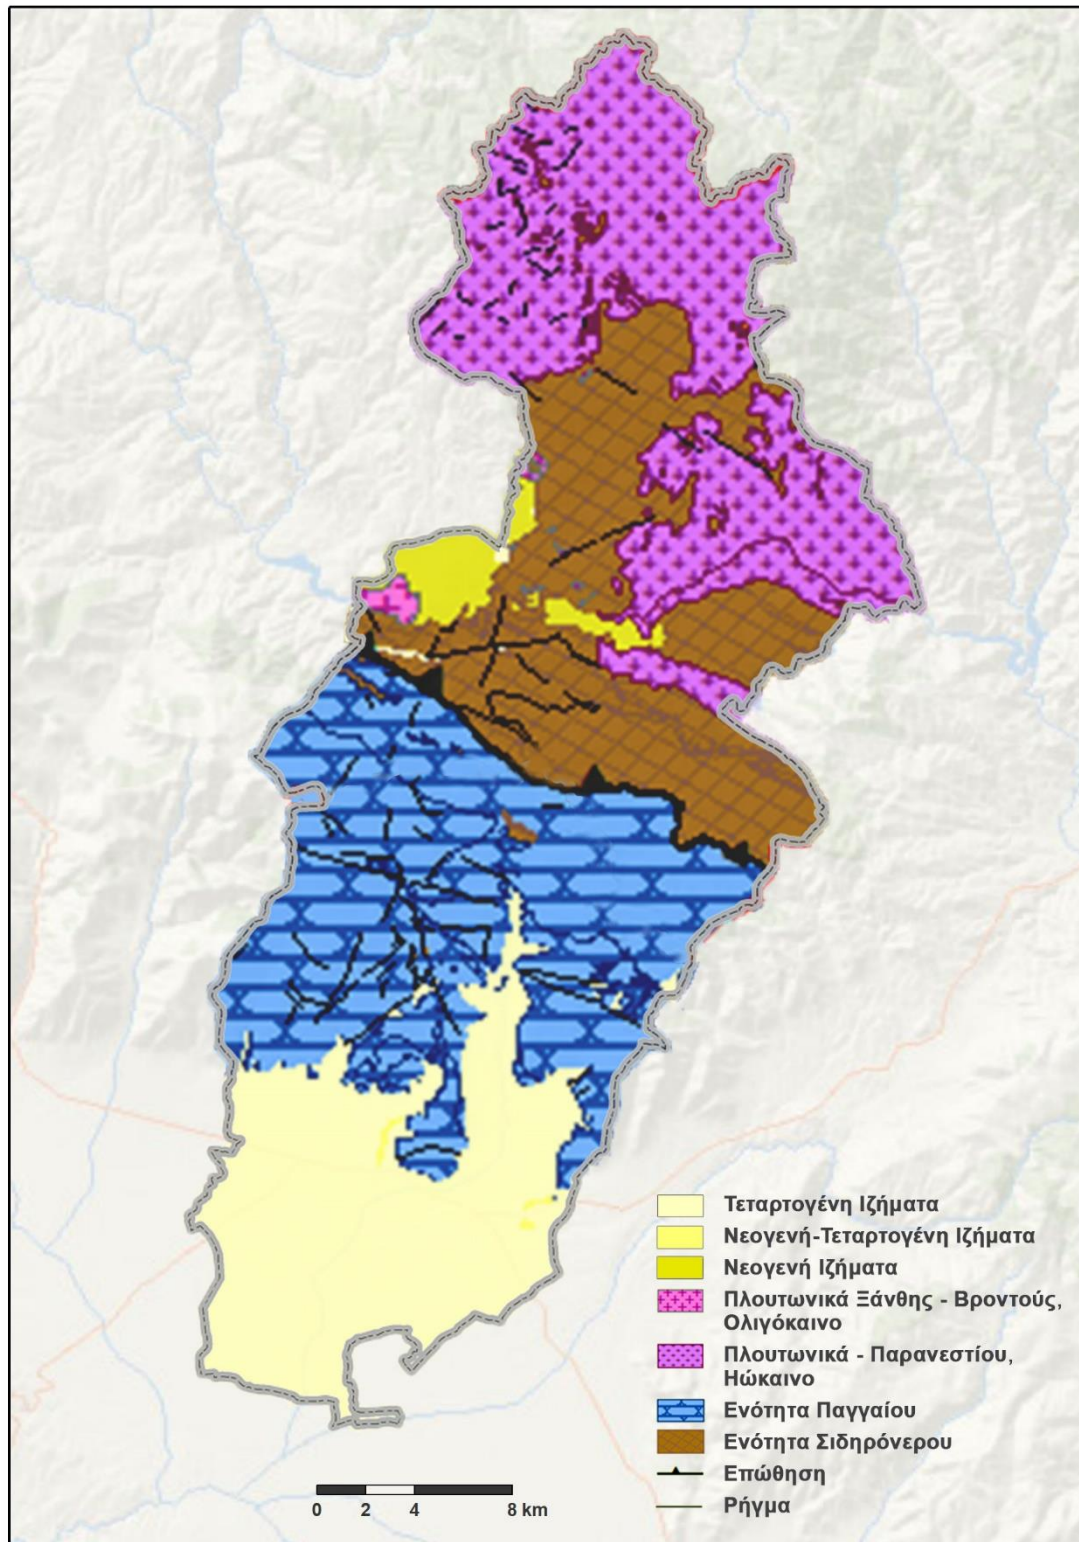 Τεταρτογένη Ιζήματα
Νεογενή-Τεταρτογένη Ιζήματα
Νεογενή Ιζήματα
Πλουτωνικά Ξάνθης - Βροντούς,
Ολιγόκαινο
Πλουτωνικά - Παρανεστίου,
Ηώκαινο
Ενότητα Παγγαίου
Ενότητα Σιδηρόνερου
Επώθηση
Ρήγμα
0 2 4 8 km